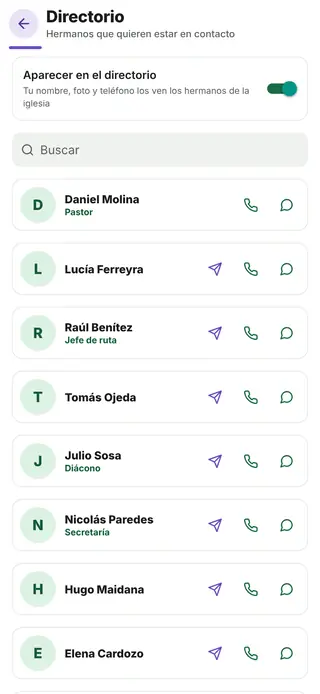 Directorio
Hermanos que quieren estar en contacto
Aparecer en el directorio
Tu nombre, foto y teléfono los ven los hermanos de la
iglesia
Buscar
D
Daniel Molina
Pastor
L
Lucía Ferreyra
R
Raúl Benítez
Jefe de ruta
T
Tomás Ojeda
J
Julio Sosa
Diácono
N
Nicolás Paredes
Secretaría
H
Hugo Maidana
E
Elena Cardozo